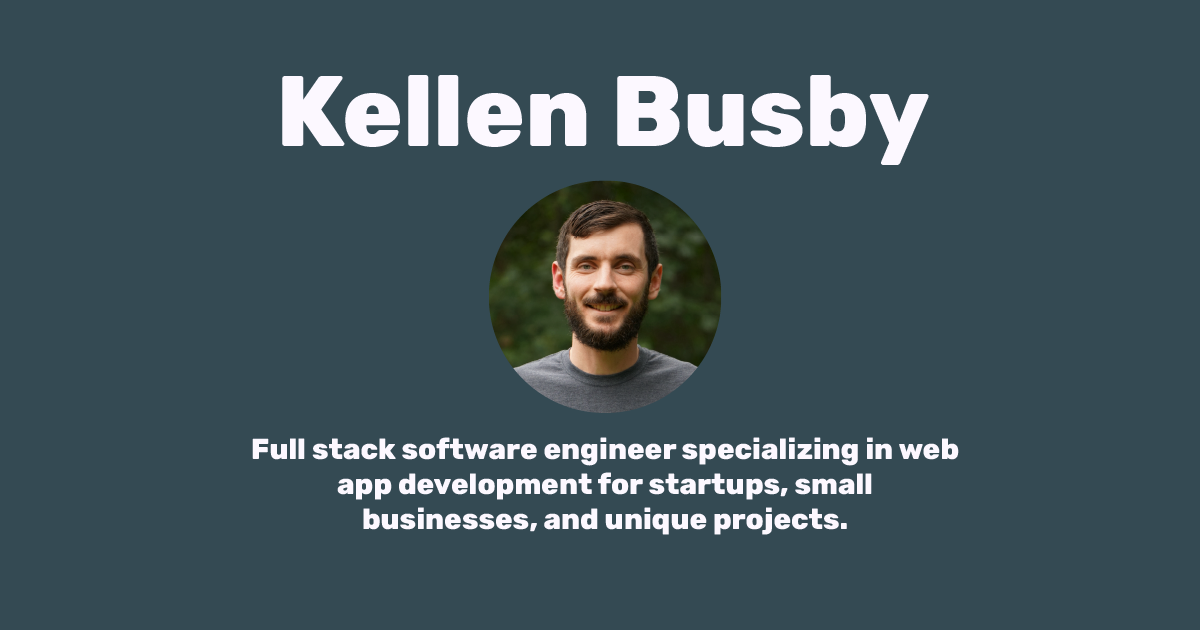 Kellen Busby
Full stack software engineer specializing in web
app development for startups, small
businesses, and unique projects.